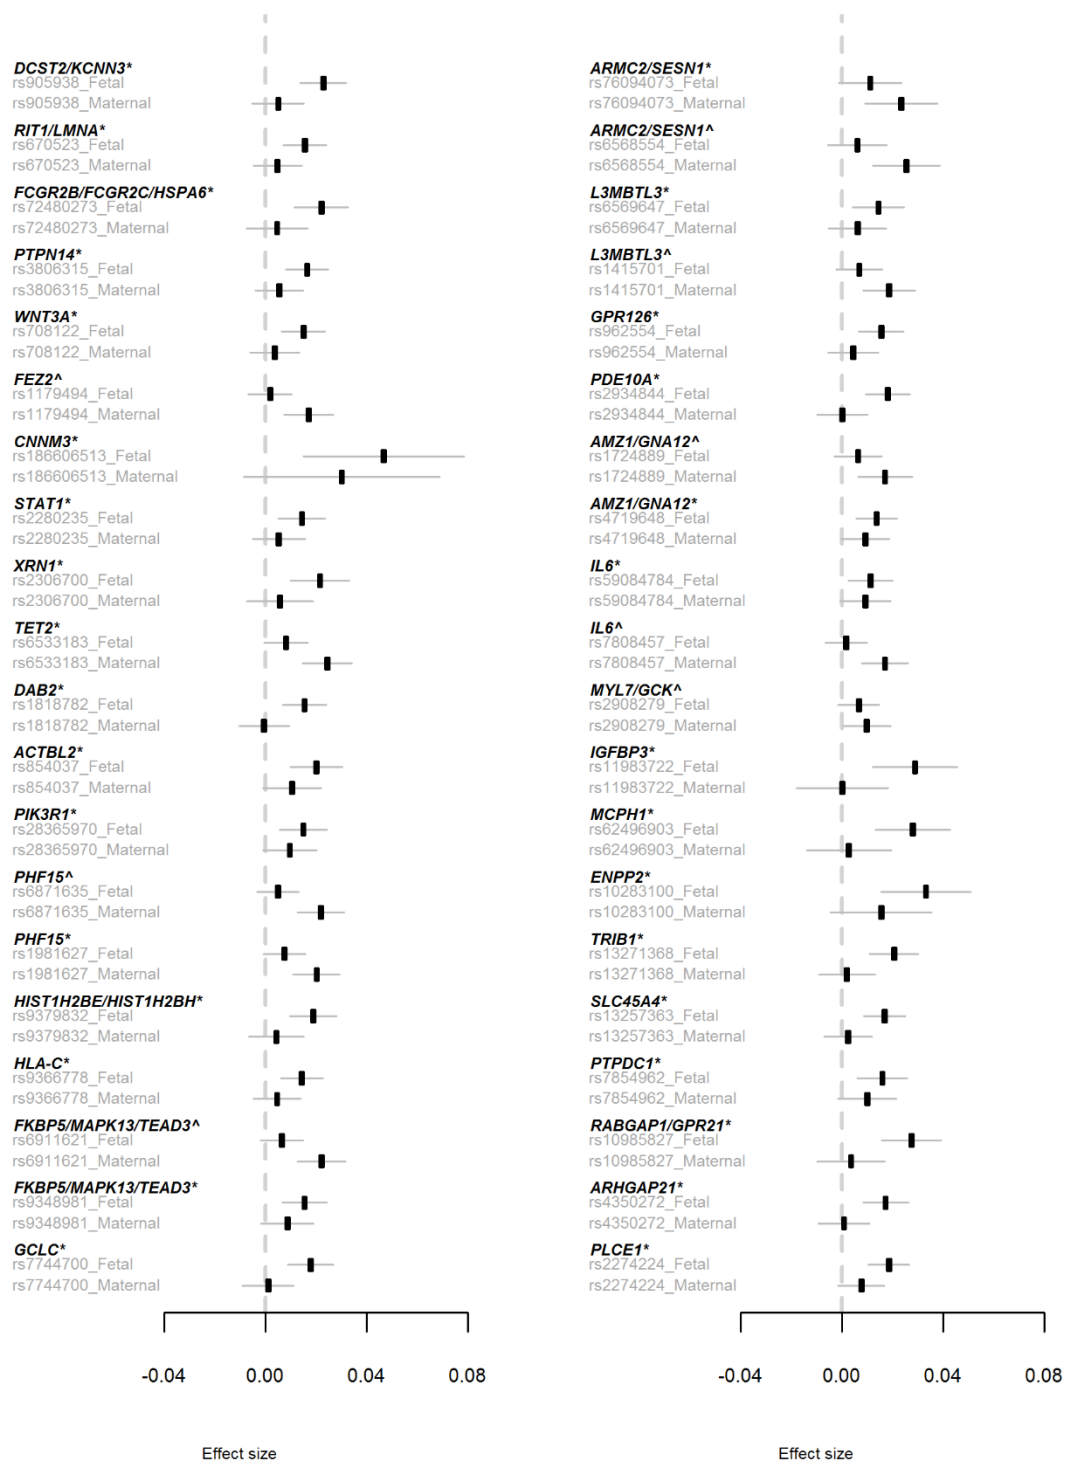 DCST2/KCNN3*
rs905938_Fetal
rs905938_Maternal
RIT1/LMNA*
rs670523_Fetal
rs670523_Maternal
FCGR2B/FCGR2C/HSPA6*
rs72480273_Fetal
rs72480273_Maternal
PTPN14*
rs3806315_Fetal
rs3806315_Maternal
WNT3A*
rs708122_Fetal
rs708122_Maternal
FEZ2^
rs1179494_Fetal
rs1179494_Maternal
CNNM3*
rs186606513_Fetal
rs186606513_Maternal
STAT1*
rs2280235_Fetal
rs2280235_Maternal
XRN1*
rs2306700_Fetal
rs2306700_Maternal
TET2*
rs6533183_Fetal
rs6533183_Maternal
DAB2*
rs1818782_Fetal
rs1818782_Maternal
ACTBL2*
rs854037_Fetal
rs854037_Maternal
PIK3R1*
rs28365970_Fetal
rs28365970_Maternal
PHF15^
rs6871635_Fetal
rs6871635_Maternal
PHF15*
rs1981627_Fetal
rs1981627_Maternal
HIST1H2BE/HIST1H2BH*
rs9379832_Fetal
rs9379832_Maternal
HLA-C*
rs9366778_Fetal
rs9366778_Maternal
FKBP5/MAPK13/TEAD3^
rs6911621_Fetal
rs6911621_Maternal
FKBP5/MAPK13/TEAD3*
rs9348981_Fetal
rs9348981_Maternal
GCLC*
rs7744700_Fetal
rs7744700_Maternal
-0.04 0.00 0.04 0.08
Effect size
ARMC2/SESN1*
rs76094073_Fetal
rs76094073_Maternal
ARMC2/SESN1^
rs6568554_Fetal
rs6568554_Maternal
L3MBTL3*
rs6569647_Fetal
rs6569647_Maternal
L3MBTL3^
rs1415701_Fetal
rs1415701_Maternal
GPR126*
rs962554_Fetal
rs962554_Maternal
PDE10A*
rs2934844_Fetal
rs2934844_Maternal
AMZ1/GNA12^
rs1724889_Fetal
rs1724889_Maternal
AMZ1/GNA12*
rs4719648_Fetal
rs4719648_Maternal
IL6*
rs59084784_Fetal
rs59084784_Maternal
IL6^
rs7808457_Fetal
rs7808457_Maternal
MYL7/GCK^
rs2908279_Fetal
rs2908279_Maternal
IGFBP3*
rs11983722_Fetal
rs11983722_Maternal
MCPH1*
rs62496903_Fetal
rs62496903_Maternal
ENPP2*
rs10283100_Fetal
rs10283100_Maternal
TRIB1*
rs13271368_Fetal
rs13271368_Maternal
SLC45A4*
rs13257363_Fetal
rs13257363_Maternal
PTPDC1*
rs7854962_Fetal
rs7854962_Maternal
RABGAP1/GPR21*
rs10985827_Fetal
rs10985827_Maternal
ARHGAP21*
rs4350272_Fetal
rs4350272_Maternal
PLCE1*
rs2274224_Fetal
rs2274224_Maternal
-0.04 0.00 0.04 0.08
Effect size